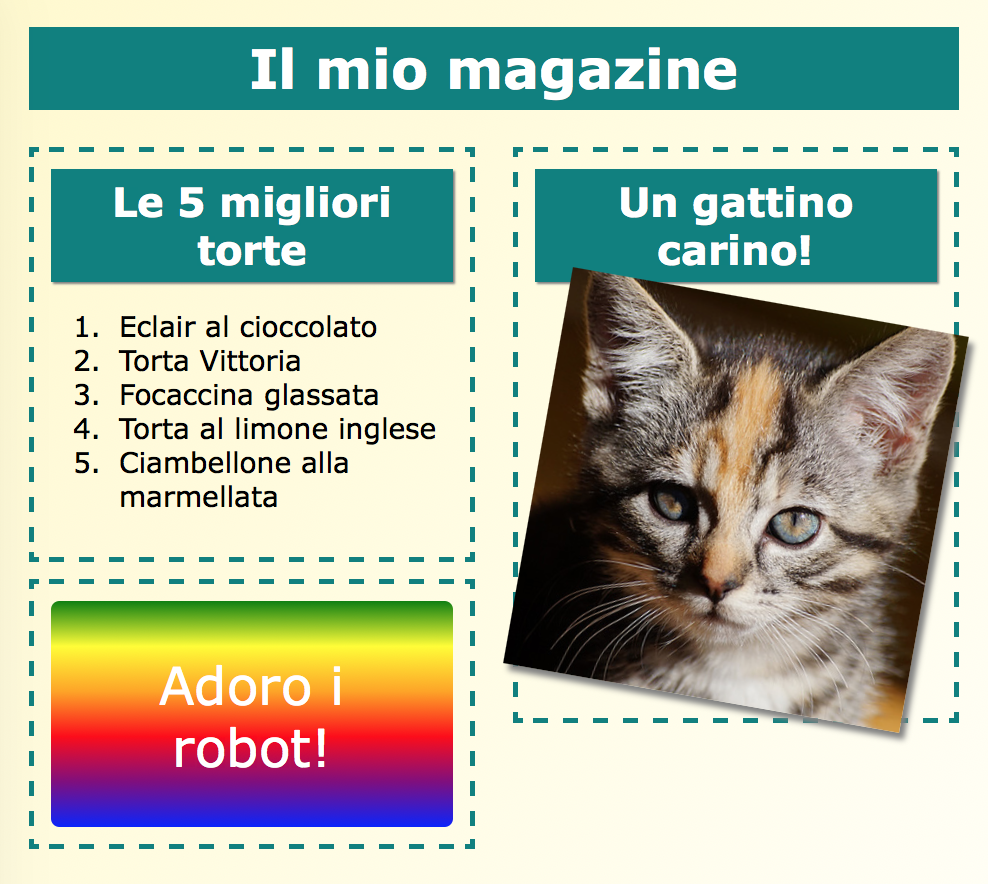 Il mio magazine
Le 5 migliori
torte
1. Eclair al cioccolato
2. Torta Vittoria
3. Focaccina glassata
4. Torta al limone inglese
5. Ciambellone alla
marmellata
Adoro i
robot!
Un gattino
carino!